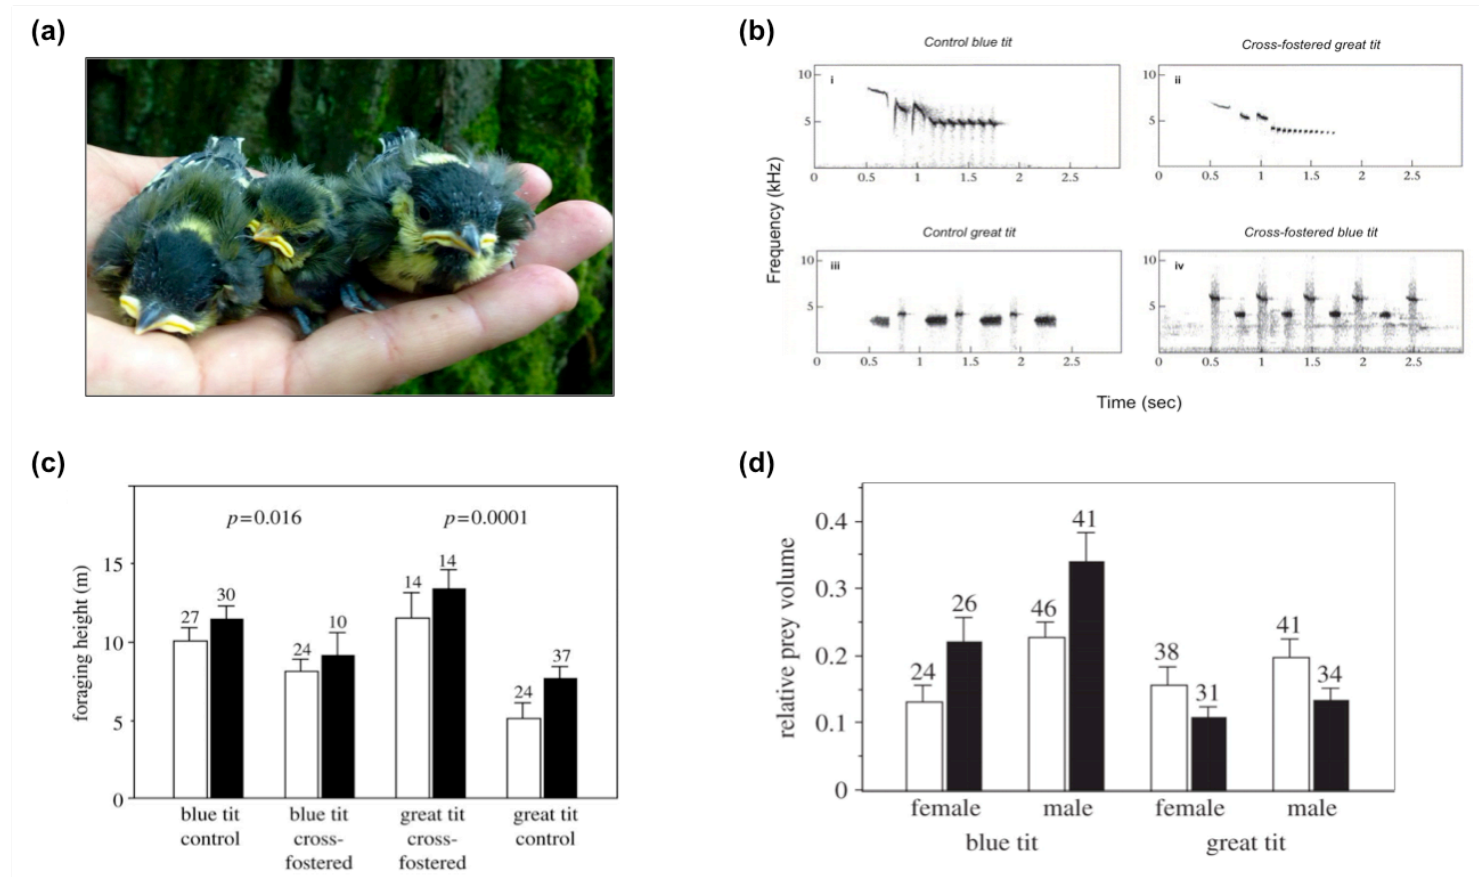 (a)
(b)
Control blue tit
Cross-fostered great tit
10
i
5
0
0.5
1
1.5
2
2.5
10
ii
5
0
0.5
1
1.5
2
2.5
Frequency (kHz)
Control great tit
Cross-fostered blue tit
10
iii
5
0
0.5
1
1.5
2
2.5
10
iv
5
0
0.5
1
1.5
2
2.5
Time (sec)
(c)
p=0.016
p=0.0001
foraging height (m)
15
10
5
0
27
30
24
10
14
14
24
37
blue tit
control
blue tit
cross-
fostered
great tit
cross-
fostered
great tit
control
(d)
relative prey volume
0.4
0.3
0.2
0.1
0
24
26
46
41
38
31
41
34
female
male
female
male
blue tit
great tit